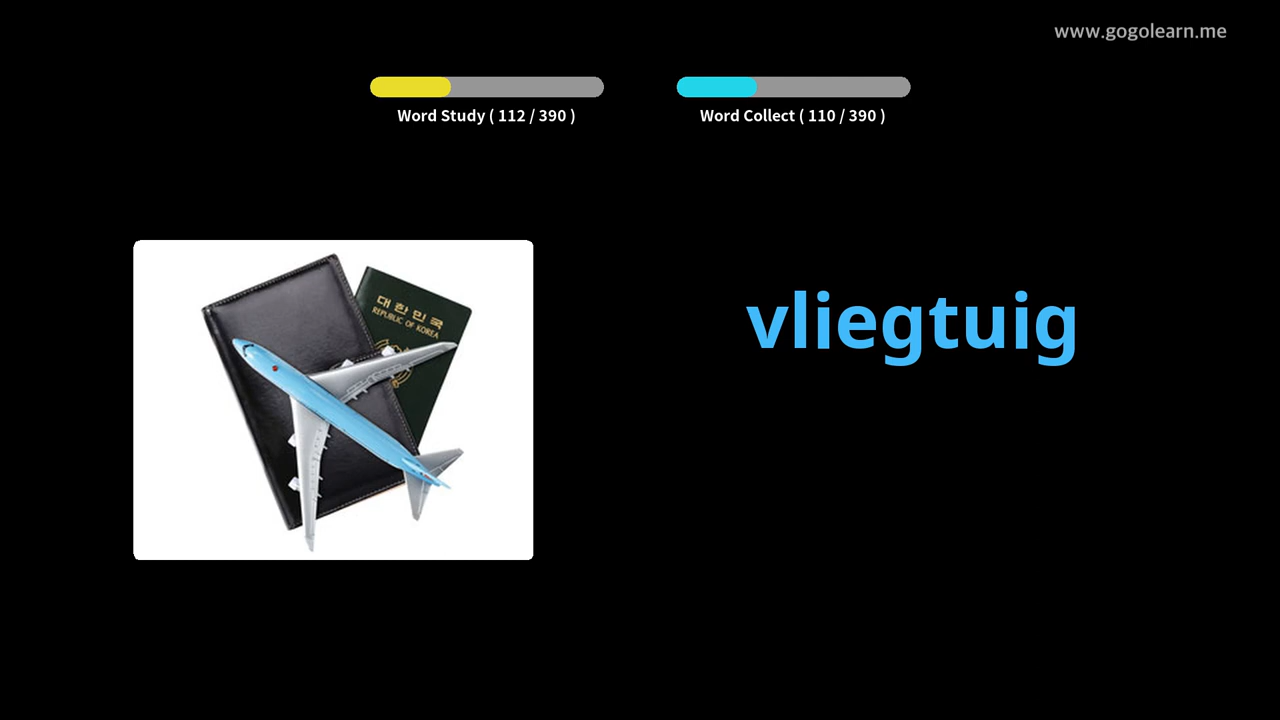 www.gogolearn.me
Word Study ( 112 / 390 )
Word Collect ( 110 / 390 )
대한민국
REPUBLIC OF KOREA
vliegtuig